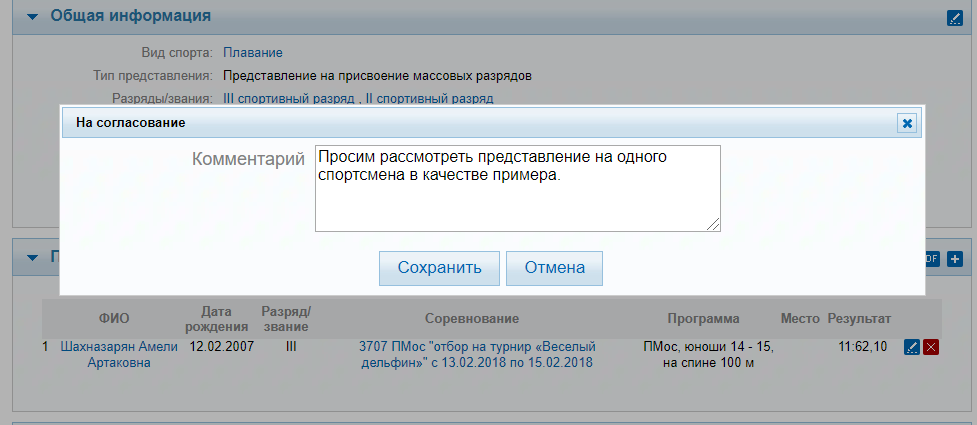 Общая информация
Вид спорта: Плавание
Тип представления: Представление на присвоение массовых разрядов
Разряды/звания: III спортивный разряд , II спортивный разряд
На согласование
Комментарий
Просим рассмотреть представление на одного
спортсмена в качестве примера.
Сохранить Отмена
ФИО Дата рождения Разряд/звание Соревнование Программа Место Результат
1 Шахназарян Амели 12.02.2007 III 3707 ПМос "отбор на турнир «Веселый ПМос, юноши 14 - 15, 11:62,10
Артаковна дельфин»" с 13.02.2018 по 15.02.2018 на спине 100 м